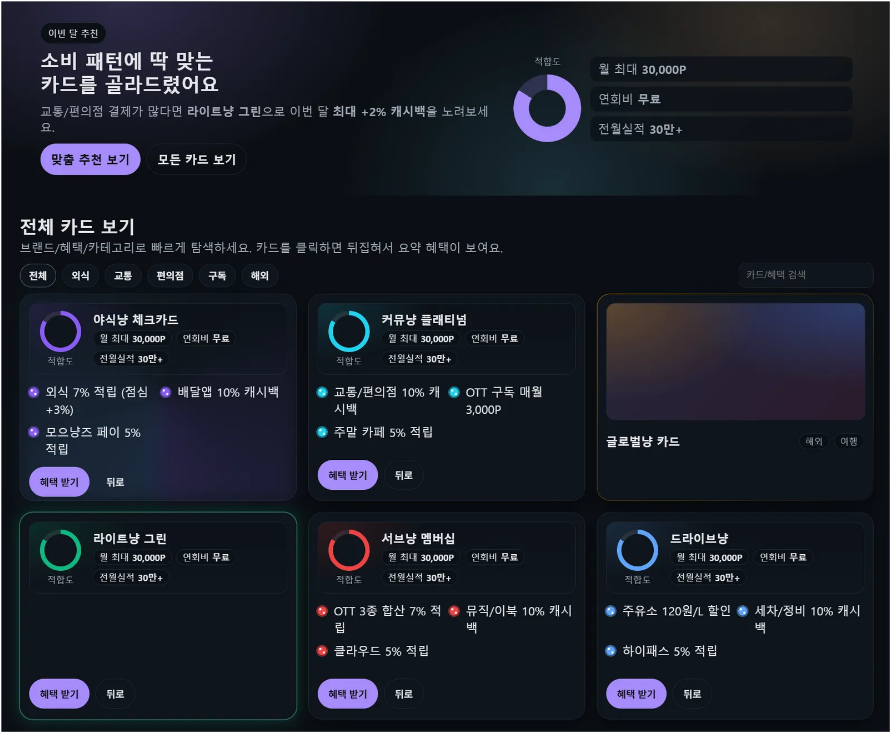 이번 달 추천
소비 패턴에 딱 맞는
카드를 골라드렸어요
교통/편의점 결제가 많다면 라이트냥 그린으로 이번 달 최대 +2% 캐시백을 노려보세
요.
맞춤 추천 보기
모든 카드 보기
적합도
월 최대 30,000P
연회비 무료
전월실적 30만+
전체 카드 보기
브랜드/혜택/카테고리로 빠르게 탐색하세요. 카드를 클릭하면 뒤집혀서 요약 혜택이 보여요.
전체
외식
교통
편의점
구독
해외
카드/혜택 검색
야식냥 체크카드
월 최대 30,000P
연회비 무료
전월실적 30만+
적합도
외식 7% 적립 (점심
+3%)
배달앱 10% 캐시백
모으냥즈 페이 5%
적립
혜택 받기
뒤로
커뮤냥 플래티넘
월 최대 30,000P
연회비 무료
전월실적 30만+
적합도
교통/편의점 10% 캐
시백
OTT 구독 매월
3,000P
주말 카페 5% 적립
혜택 받기
뒤로
글로벌냥 카드
해외
여행
라이트냥 그린
월 최대 30,000P
연회비 무료
전월실적 30만+
적합도
혜택 받기
뒤로
서브냥 멤버십
월 최대 30,000P
연회비 무료
전월실적 30만+
적합도
OTT 3종 합산 7% 적
립
뮤직/이북 10% 캐시
백
클라우드 5% 적립
혜택 받기
뒤로
드라이브냥
월 최대 30,000P
연회비 무료
전월실적 30만+
적합도
주유소 120원/L 할인
세차/정비 10% 캐시
백
하이패스 5% 적립
혜택 받기
뒤로